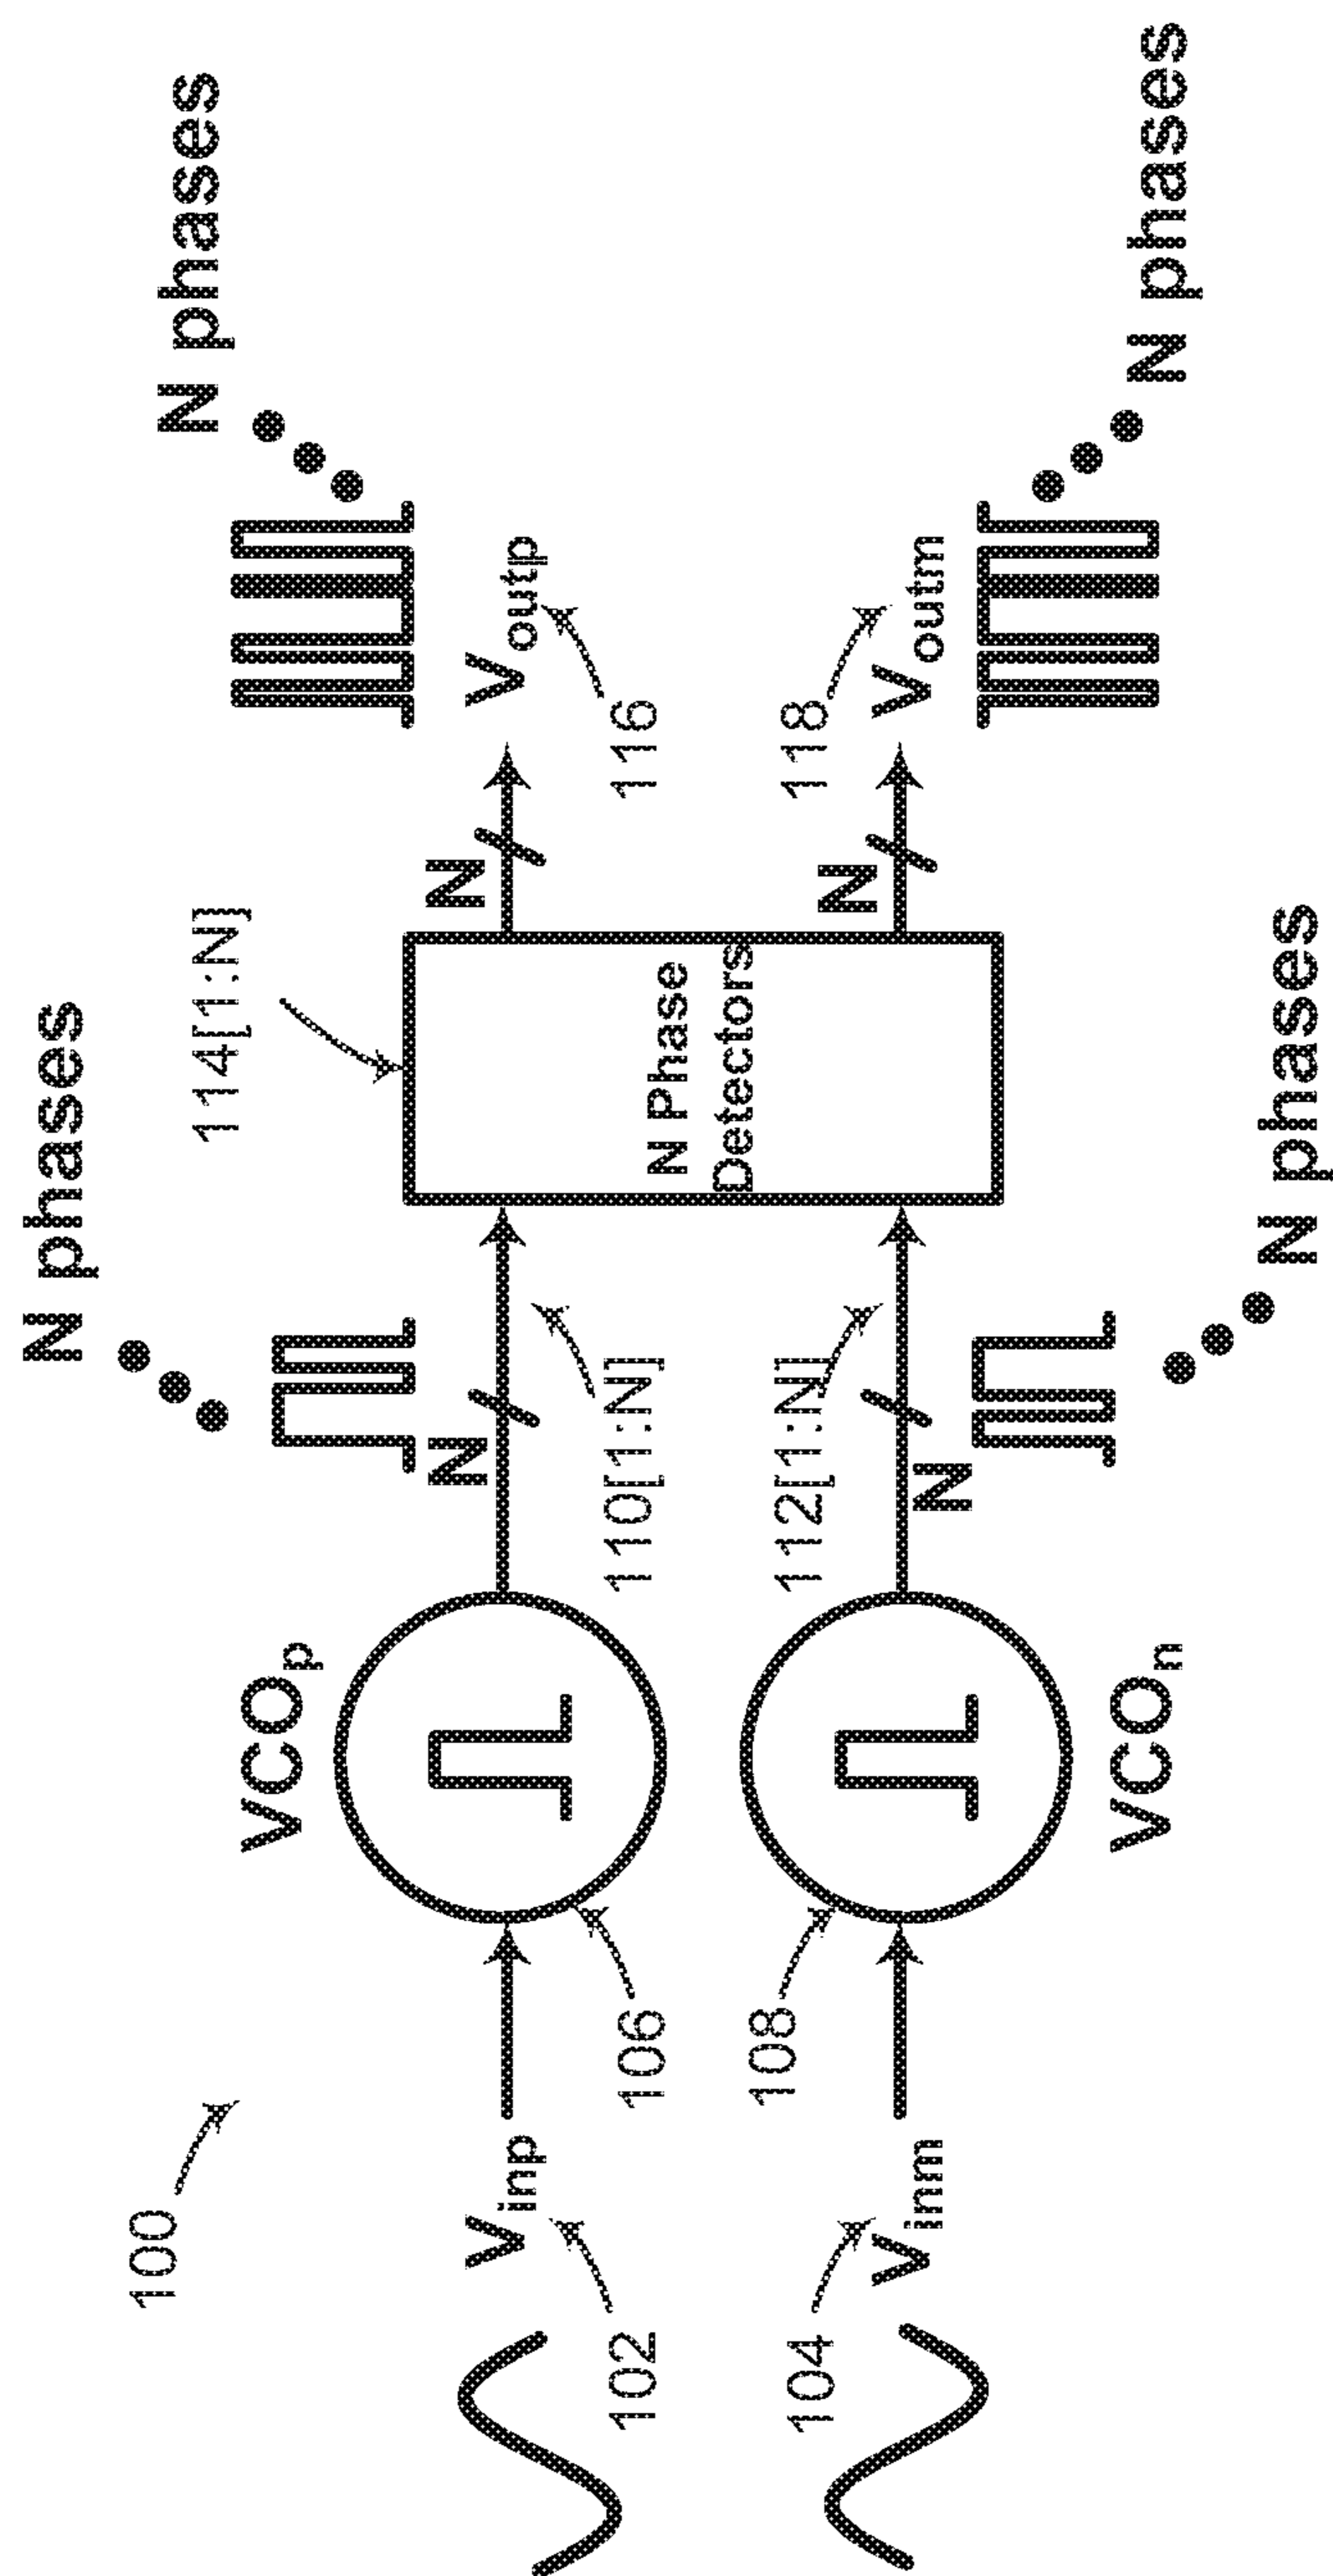 100
N phases
N phases
114[1:N]
VCOp
N
N
Vinp
Voutp
102
106
110[1:N]
116
N Phase
Detectors
104
108
112[1:N]
118
Vinm
N
N
Voutm
VCOn
N phases
N phases